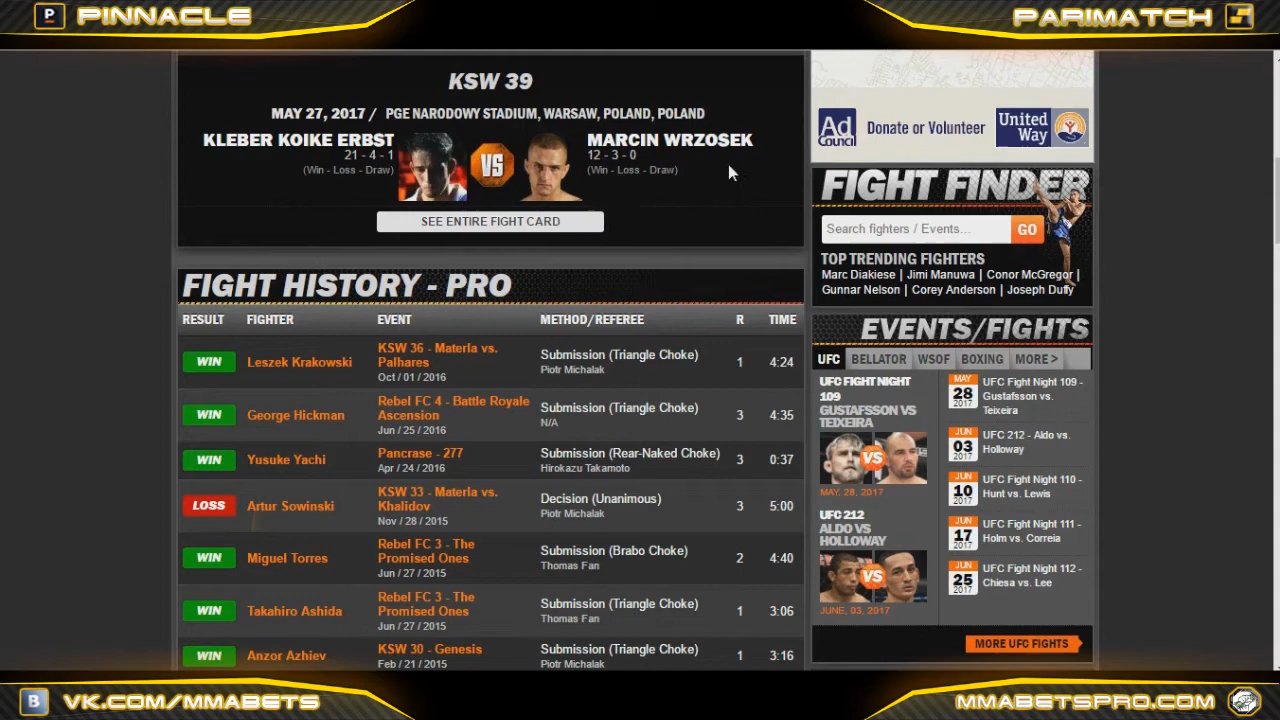 P PINNACLE
PARIMATCH
KSW 39
MAY 27, 2017 / PGE NARODOWY STADIUM, WARSAW, POLAND, POLAND
KLEBER KOIKE ERBST
21 - 4 - 1
(Win - Loss - Draw)
VS
MARCIN WRZOSEK
12 - 3 - 0
(Win - Loss - Draw)
SEE ENTIRE FIGHT CARD
FIGHT HISTORY - PRO
RESULT FIGHTER EVENT METHOD/REFEREE R TIME
WIN Leszek Krakowski KSW 36 - Materla vs. Submission (Triangle Choke) 1 4:24
Palhares Piotr Michalak
Oct / 01 / 2016
WIN George Hickman Rebel FC 4 - Battle Royale Submission (Triangle Choke) 3 4:35
Ascension N/A
Jun / 25 / 2016
WIN Yusuke Yachi Pancrase - 277 Submission (Rear-Naked Choke) 3 0:37
Apr / 24 / 2016 Hirokazu Takamoto
LOSS Artur Sowinski KSW 33 - Materla vs. Decision (Unanimous) 3 5:00
Khalidov Piotr Michalak
Nov / 28 / 2015
WIN Miguel Torres Rebel FC 3 - The Submission (Brabo Choke) 2 4:40
Promised Ones Thomas Fan
Jun / 27 / 2015
WIN Takahiro Ashida Rebel FC 3 - The Submission (Triangle Choke) 1 3:06
Promised Ones Thomas Fan
Jun / 27 / 2015
WIN Anzor Azhiev KSW 30 - Genesis Submission (Triangle Choke) 1 3:16
Feb / 21 / 2015 Piotr Michalak
Ad Council Donate or Volunteer United Way
FIGHT FINDER
Search fighters / Events... GO
TOP TRENDING FIGHTERS
Marc Diakiese | Jimi Manuwa | Conor McGregor |
Gunnar Nelson | Corey Anderson | Joseph Duffy
EVENTS/FIGHTS
UFC BELLATOR WSOF BOXING MORE >
UFC FIGHT NIGHT
109
GUSTAFSSON VS
TEIXEIRA
VS
MAY, 28, 2017
UFC 212
ALDO VS
HOLLOWAY
VS
JUNE, 03, 2017
MAY 28 2017 UFC Fight Night 109 -
Gustafsson vs.
Teixeira
JUN 03 2017 UFC 212 - Aldo vs.
Holloway
JUN 10 2017 UFC Fight Night 110 -
Hunt vs. Lewis
JUN 17 2017 UFC Fight Night 111 -
Holm vs. Correia
JUN 25 2017 UFC Fight Night 112 -
Chiesa vs. Lee
MORE UFC FIGHTS
B VK.COM/MMABETS
MMABETSPRO.COM